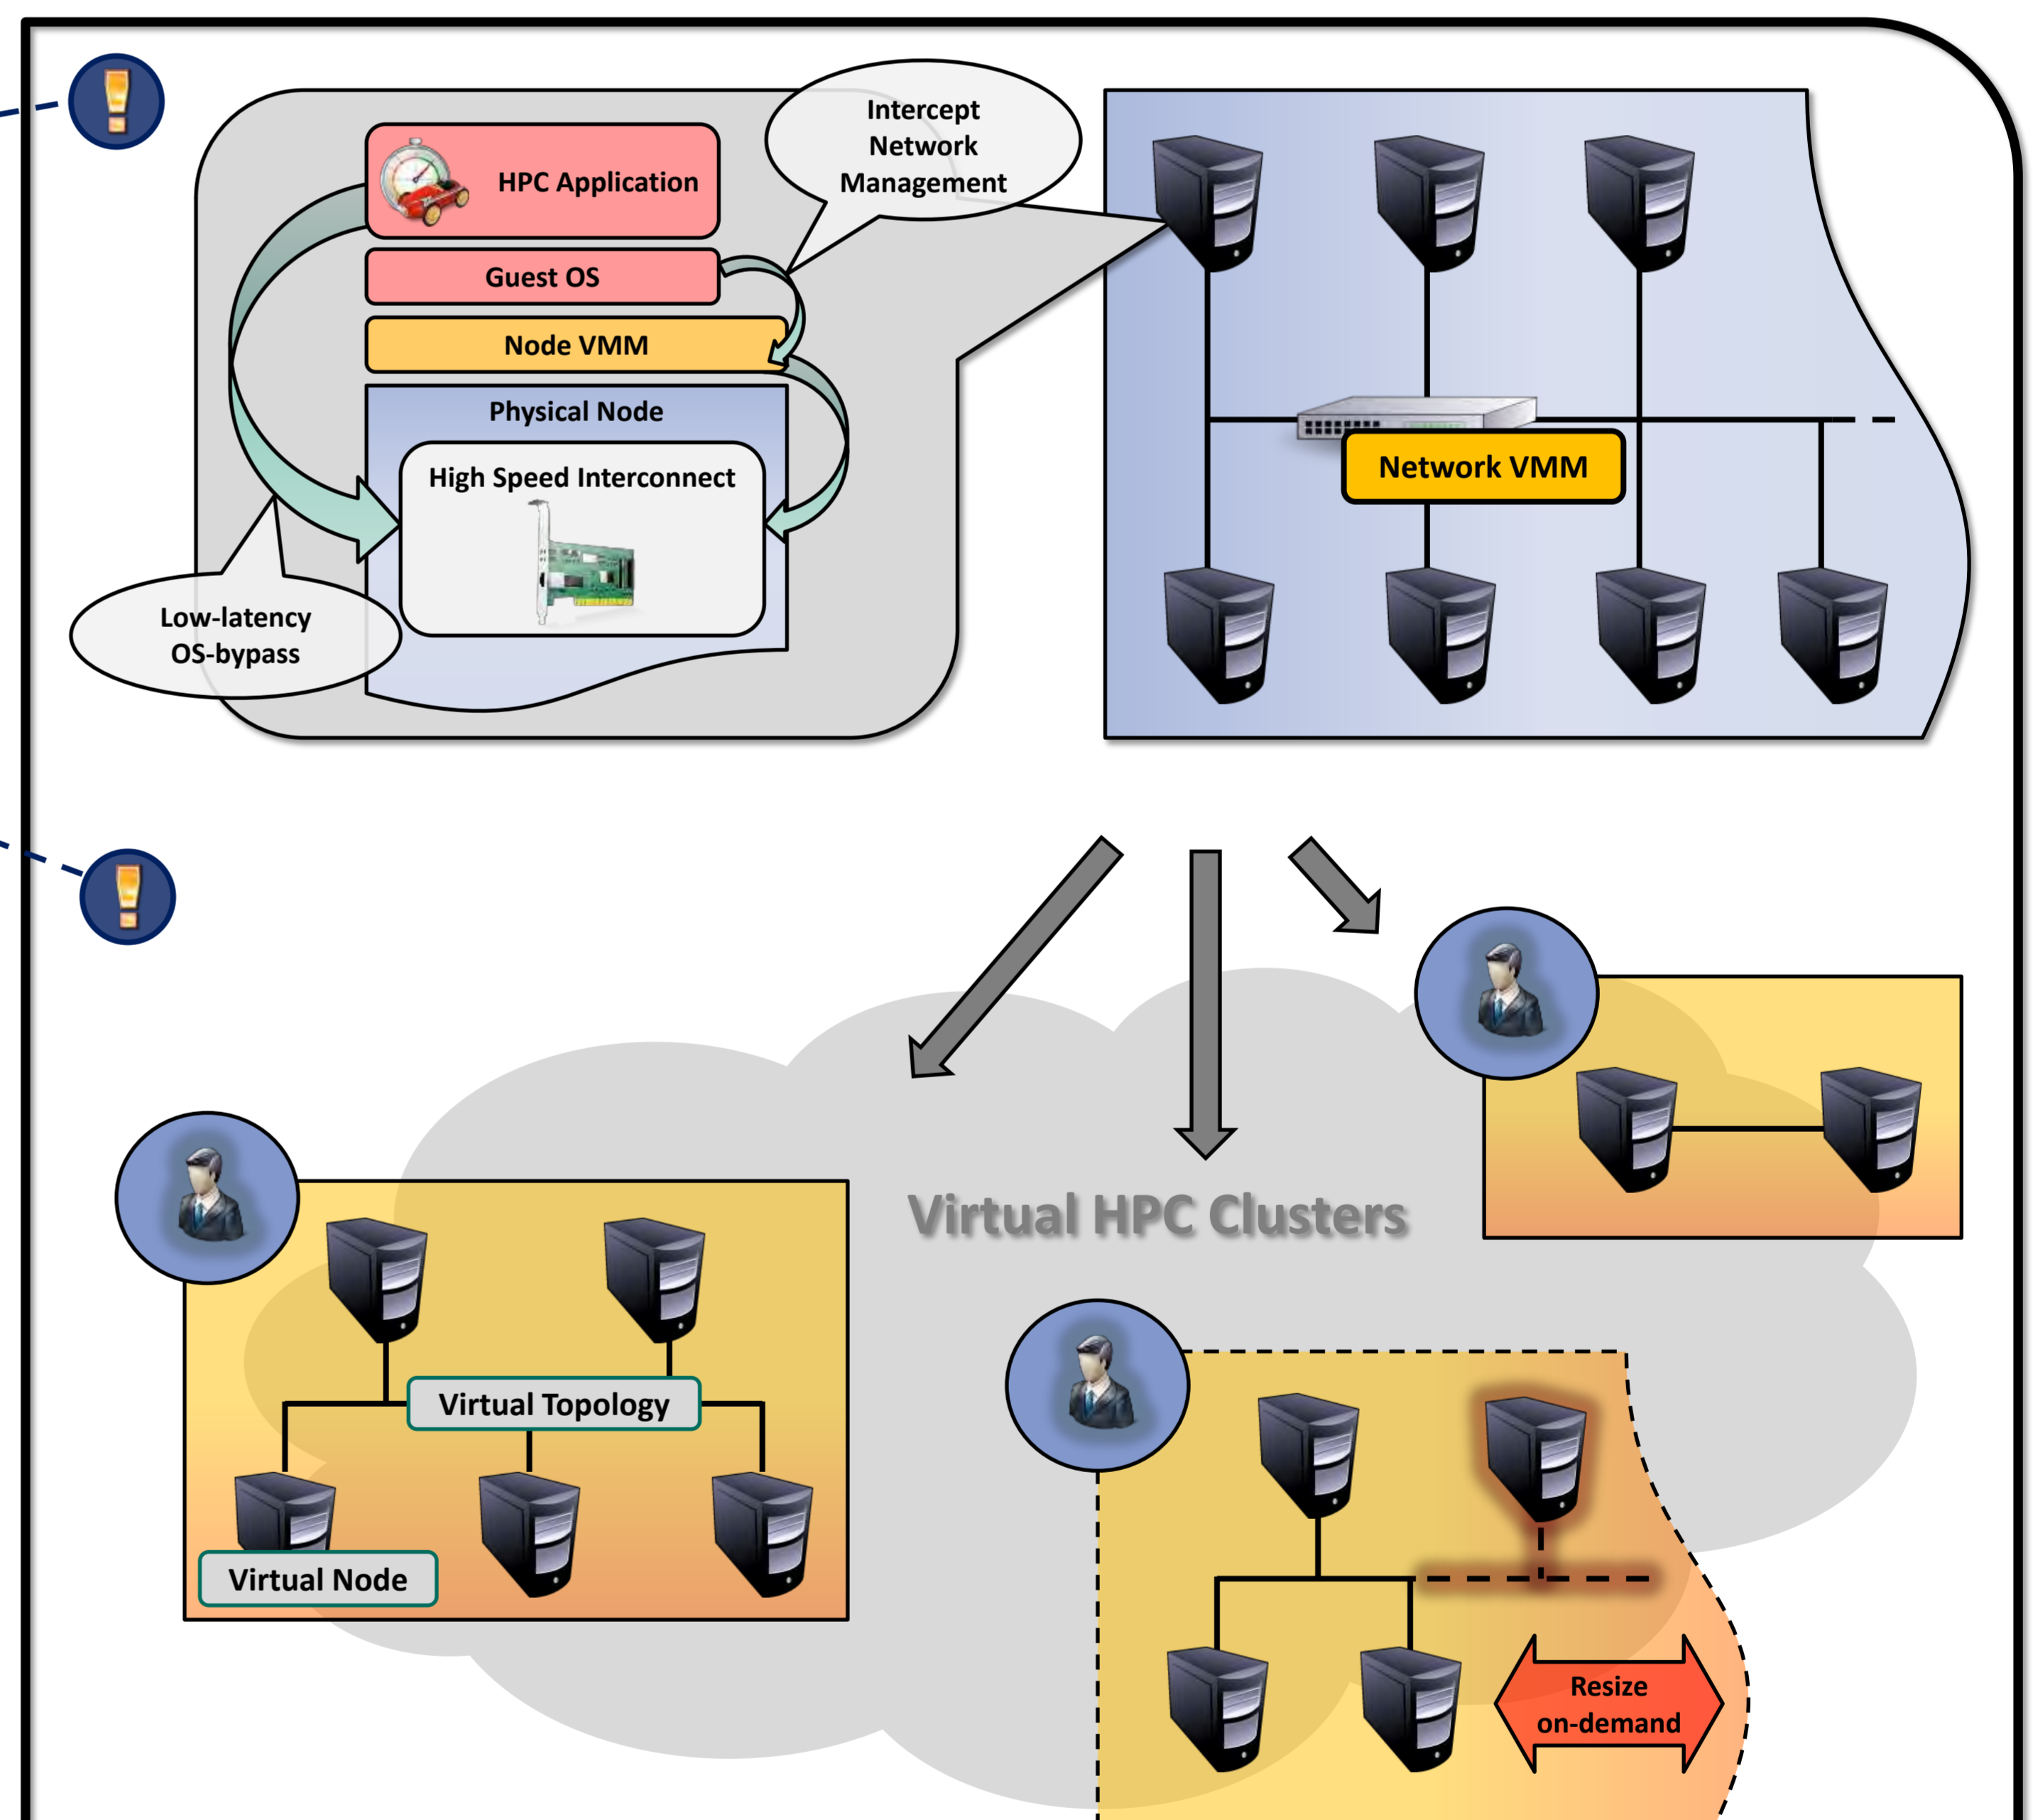 Intercept
Network
Management
HPC Application
Guest OS
Node VMM
Physical Node
High Speed Interconnect
Low-latency
OS-bypass
Network VMM
Virtual HPC Clusters
Virtual Topology
Virtual Node
Resize
on-demand